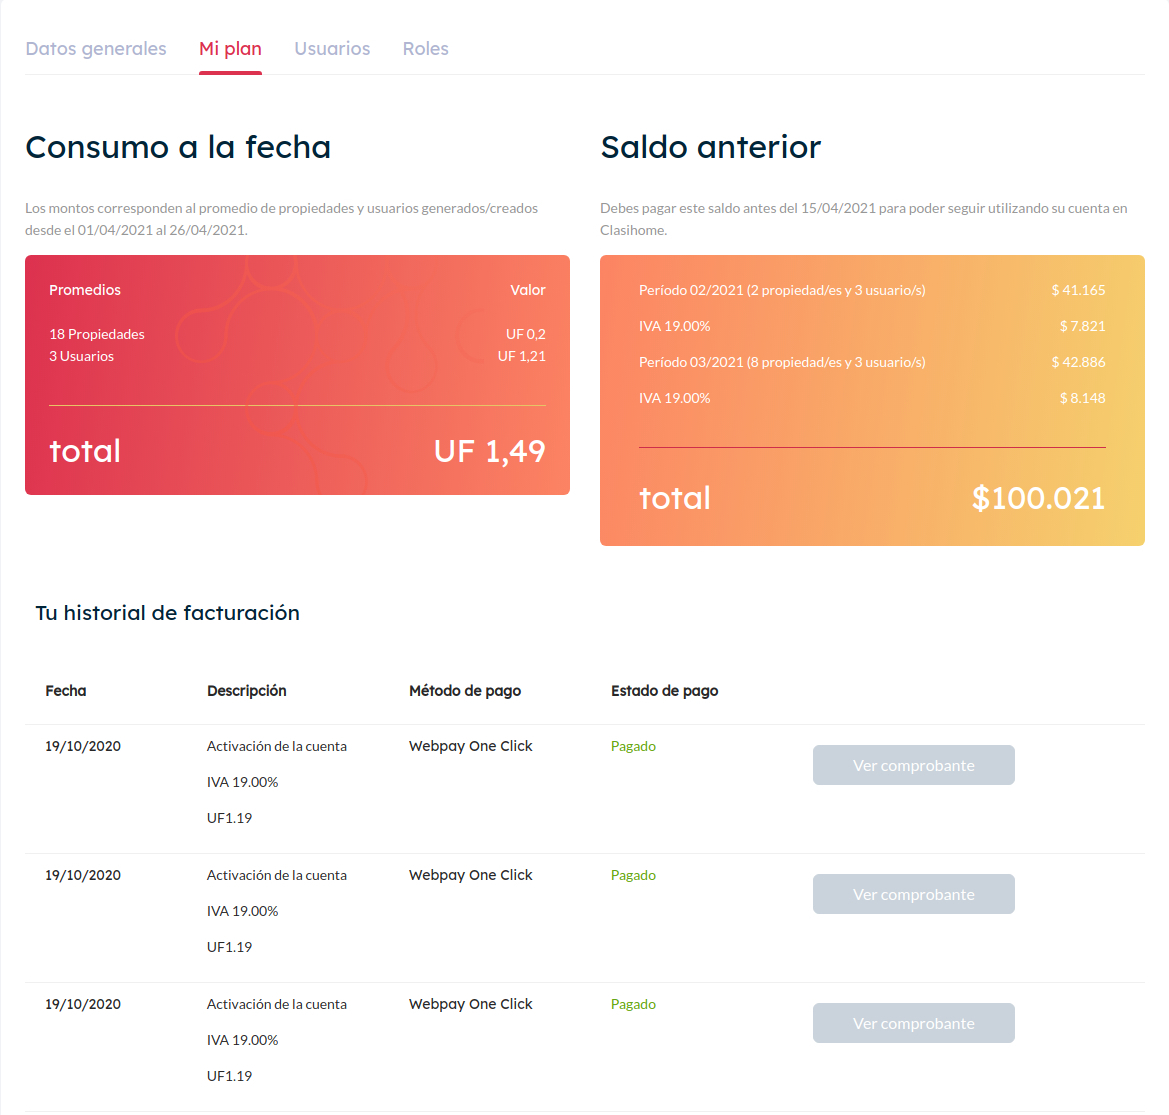 Datos generales Mi plan Usuarios Roles
Consumo a la fecha
Los montos corresponden al promedio de propiedades y usuarios generados/creados
desde el 01/04/2021 al 26/04/2021.
Promedios Valor
18 Propiedades UF 0,2
3 Usuarios UF 1,21
total UF 1,49
Saldo anterior
Debes pagar este saldo antes del 15/04/2021 para poder seguir utilizando su cuenta en
Clasihome.
Período 02/2021 (2 propiedad/es y 3 usuario/s) $ 41.165
IVA 19.00% $ 7.821
Período 03/2021 (8 propiedad/es y 3 usuario/s) $ 42.886
IVA 19.00% $ 8.148
total $100.021
Tu historial de facturación
Fecha Descripción Método de pago Estado de pago
19/10/2020 Activación de la cuenta Webpay One Click Pagado Ver comprobante
IVA 19.00%
UF1.19
19/10/2020 Activación de la cuenta Webpay One Click Pagado Ver comprobante
IVA 19.00%
UF1.19
19/10/2020 Activación de la cuenta Webpay One Click Pagado Ver comprobante
IVA 19.00%
UF1.19